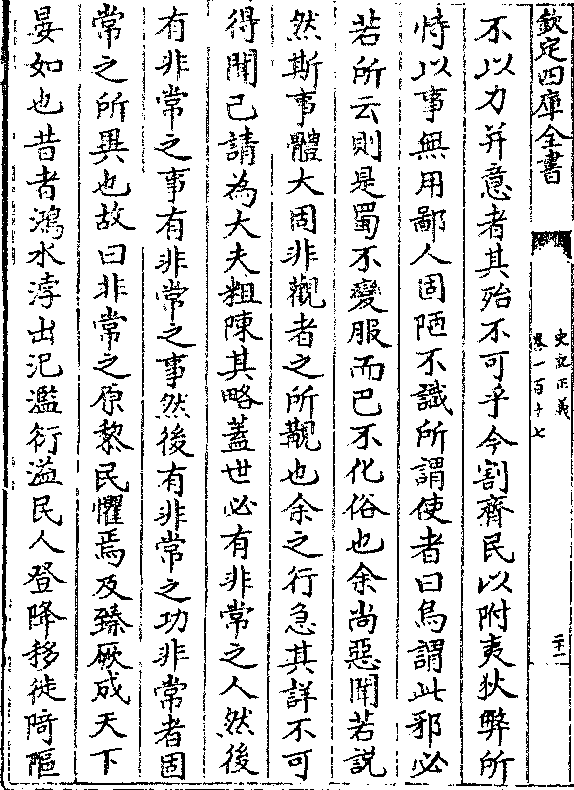 欽定四庫全書
史記正義
卷一百十七
不以力并意者其殆不可乎今割齊民以附夷狄弊所
恃以事無用鄙人固陋不識所謂使者曰烏謂此邪必
若所云則是蜀不變服而巴不化俗也余尚惡聞若說
然斯事體大固非觀者之所覯也余之行急其詳不可
得聞已請為大夫粗陳其略蓋世必有非常之人然後
有非常之事有非常之事然後有非常之功非常者固
常之所異也故曰非常之原黎民懼焉及臻厥成天下
晏如也昔者鴻水浡出氾濫衍溢民人登降移徙陭䧢